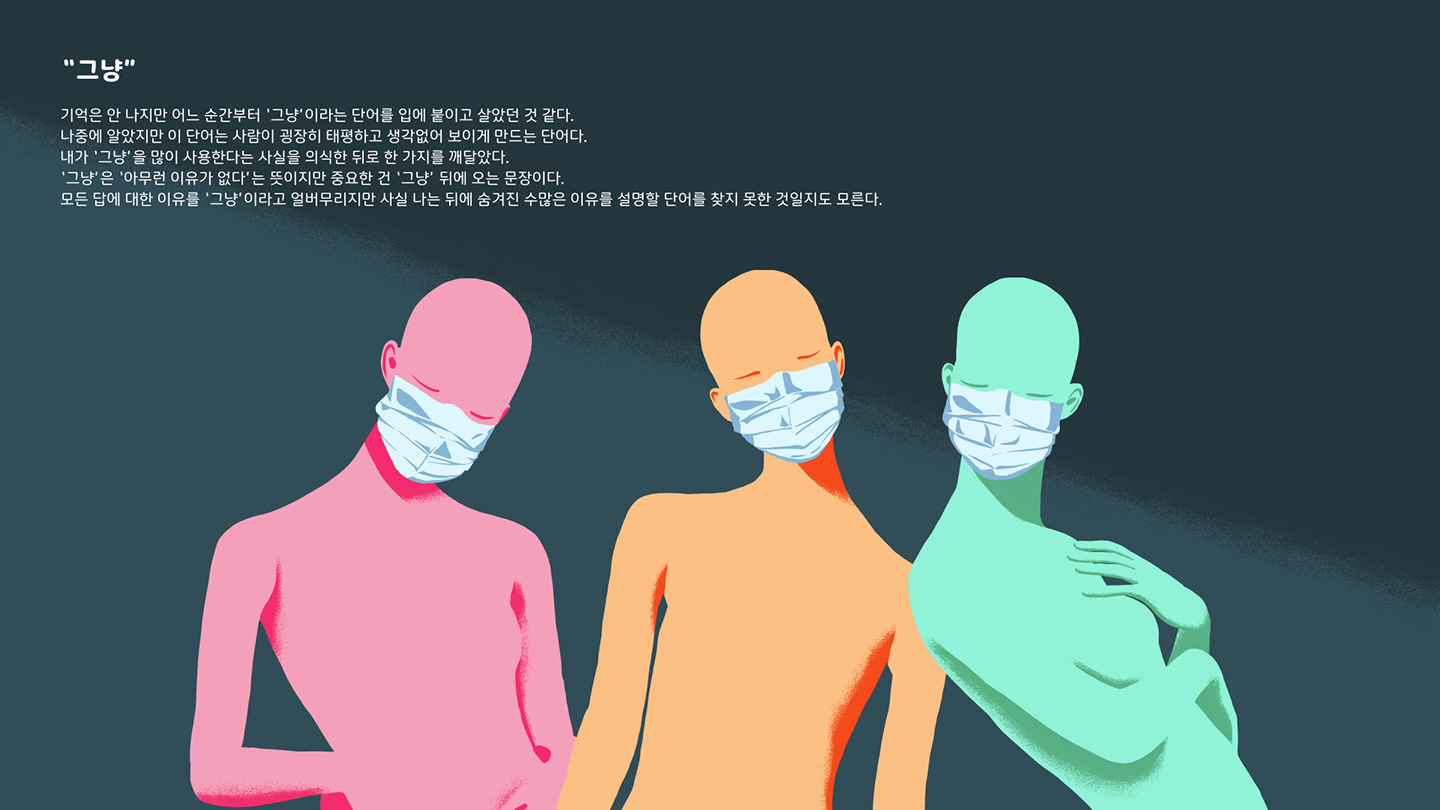 “그냥”
기억은 안 나지만 어느 순간부터 ‘그냥’이라는 단어를 입에 붙이고 살았던 것 같다.
나중에 알았지만 이 단어는 사람이 굉장히 태평하고 생각없어 보이게 만드는 단어다.
내가 ‘그냥’을 많이 사용한다는 사실을 의식한 뒤로 한 가지를 깨달았다.
‘그냥’은 ‘아무런 이유가 없다’는 뜻이지만 중요한 건 ‘그냥’ 뒤에 오는 문장이다.
모든 답에 대한 이유를 ‘그냥’이라고 얼버무리지만 사실 나는 뒤에 숨겨진 수많은 이유를 설명할 단어를 찾지 못한 것일지도 모른다.